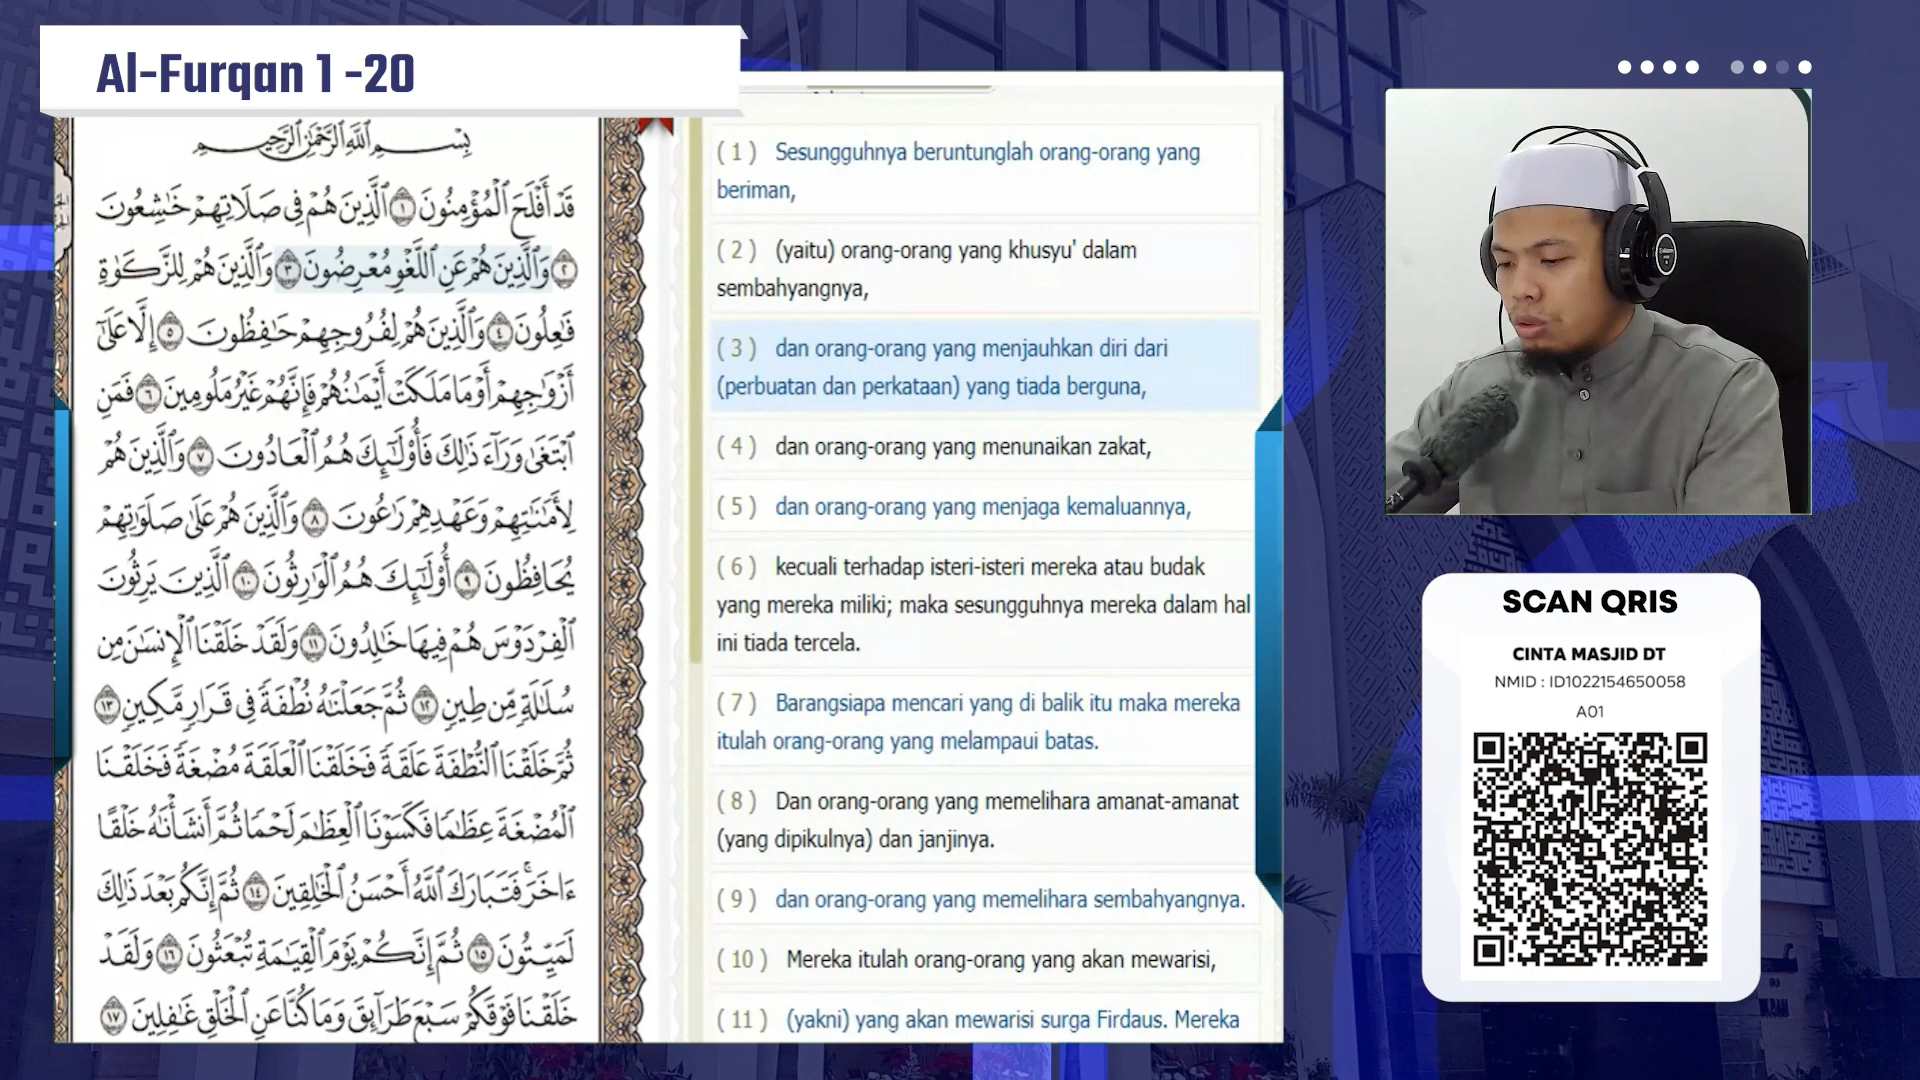 Al-Furqan 1 -20
بِسْمِ اللَّهِ الرَّحْمَٰنِ الرَّحِيمِ
قَدْ أَفْلَحَ الْمُؤْمِنُونَ ١ الَّذِينَ هُمْ فِي صَلَاتِهِمْ خَاشِعُونَ
٢ وَالَّذِينَ هُمْ عَنِ اللَّغْوِ مُعْرِضُونَ ٣ وَالَّذِينَ هُمْ لِلزَّكَوٰةِ
فَاعِلُونَ ٤ وَالَّذِينَ هُمْ لِفُرُوجِهِمْ حَافِظُونَ ٥ إِلَّا عَلَىٰ
أَزْوَاجِهِمْ أَوْ مَا مَلَكَتْ أَيْمَانُهُمْ فَإِنَّهُمْ غَيْرُ مَلُومِينَ ٦ فَمَنِ
ابْتَغَىٰ وَرَاءَ ذَٰلِكَ فَأُولَٰئِكَ هُمُ الْعَادُونَ ٧ وَالَّذِينَ هُمْ
لِأَمَانَاتِهِمْ وَعَهْدِهِمْ رَاعُونَ ٨ وَالَّذِينَ هُمْ عَلَىٰ صَلَوَاتِهِمْ
يُحَافِظُونَ ٩ أُولَٰئِكَ هُمُ الْوَارِثُونَ ١٠ الَّذِينَ يَرِثُونَ
الْفِرْدَوْسَ هُمْ فِيهَا خَالِدُونَ ١١ وَلَقَدْ خَلَقْنَا الْإِنْسَانَ مِنْ
سُلَالَةٍ مِّن طِينٍ ١٢ ثُمَّ جَعَلْنَاهُ نُطْفَةً فِي قَرَارٍ مَّكِينٍ ١٣
ثُمَّ خَلَقْنَا النُّطْفَةَ عَلَقَةً فَخَلَقْنَا الْعَلَقَةَ مُضْغَةً فَخَلَقْنَا
الْمُضْغَةَ عِظَامًا فَكَسَوْنَا الْعِظَامَ لَحْمًا ثُمَّ أَنشَأْنَاهُ خَلْقًا
ءَاخَرَ ۚ فَتَبَارَكَ اللَّهُ أَحْسَنُ الْخَالِقِينَ ١٤ ثُمَّ إِنَّكُم بَعْدَ ذَٰلِكَ
لَمَيِّتُونَ ١٥ ثُمَّ إِنَّكُمْ يَوْمَ الْقِيَامَةِ تُبْعَثُونَ ١٦ وَلَقَدْ
خَلَقْنَا فَوْقَكُمْ سَبْعَ طَرَائِقَ وَمَا كُنَّا عَنِ الْخَلْقِ غَافِلِينَ ١٧
( 1 ) Sesungguhnya beruntunglah orang-orang yang
beriman,
( 2 ) (yaitu) orang-orang yang khusyu' dalam
sembahyangnya,
( 3 ) dan orang-orang yang menjauhkan diri dari
(perbuatan dan perkataan) yang tiada berguna,
( 4 ) dan orang-orang yang menunaikan zakat,
( 5 ) dan orang-orang yang menjaga kemaluannya,
( 6 ) kecuali terhadap isteri-isteri mereka atau budak
yang mereka miliki; maka sesungguhnya mereka dalam hal
ini tiada tercela.
( 7 ) Barangsiapa mencari yang di balik itu maka mereka
itulah orang-orang yang melampaui batas.
( 8 ) Dan orang-orang yang memelihara amanat-amanat
(yang dipikulnya) dan janjinya.
( 9 ) dan orang-orang yang memelihara sembahyangnya.
( 10 ) Mereka itulah orang-orang yang akan mewarisi,
( 11 ) (yakni) yang akan mewarisi surga Firdaus. Mereka
SCAN QRIS
CINTA MASJID DT
NMID : ID1022154650058
A01